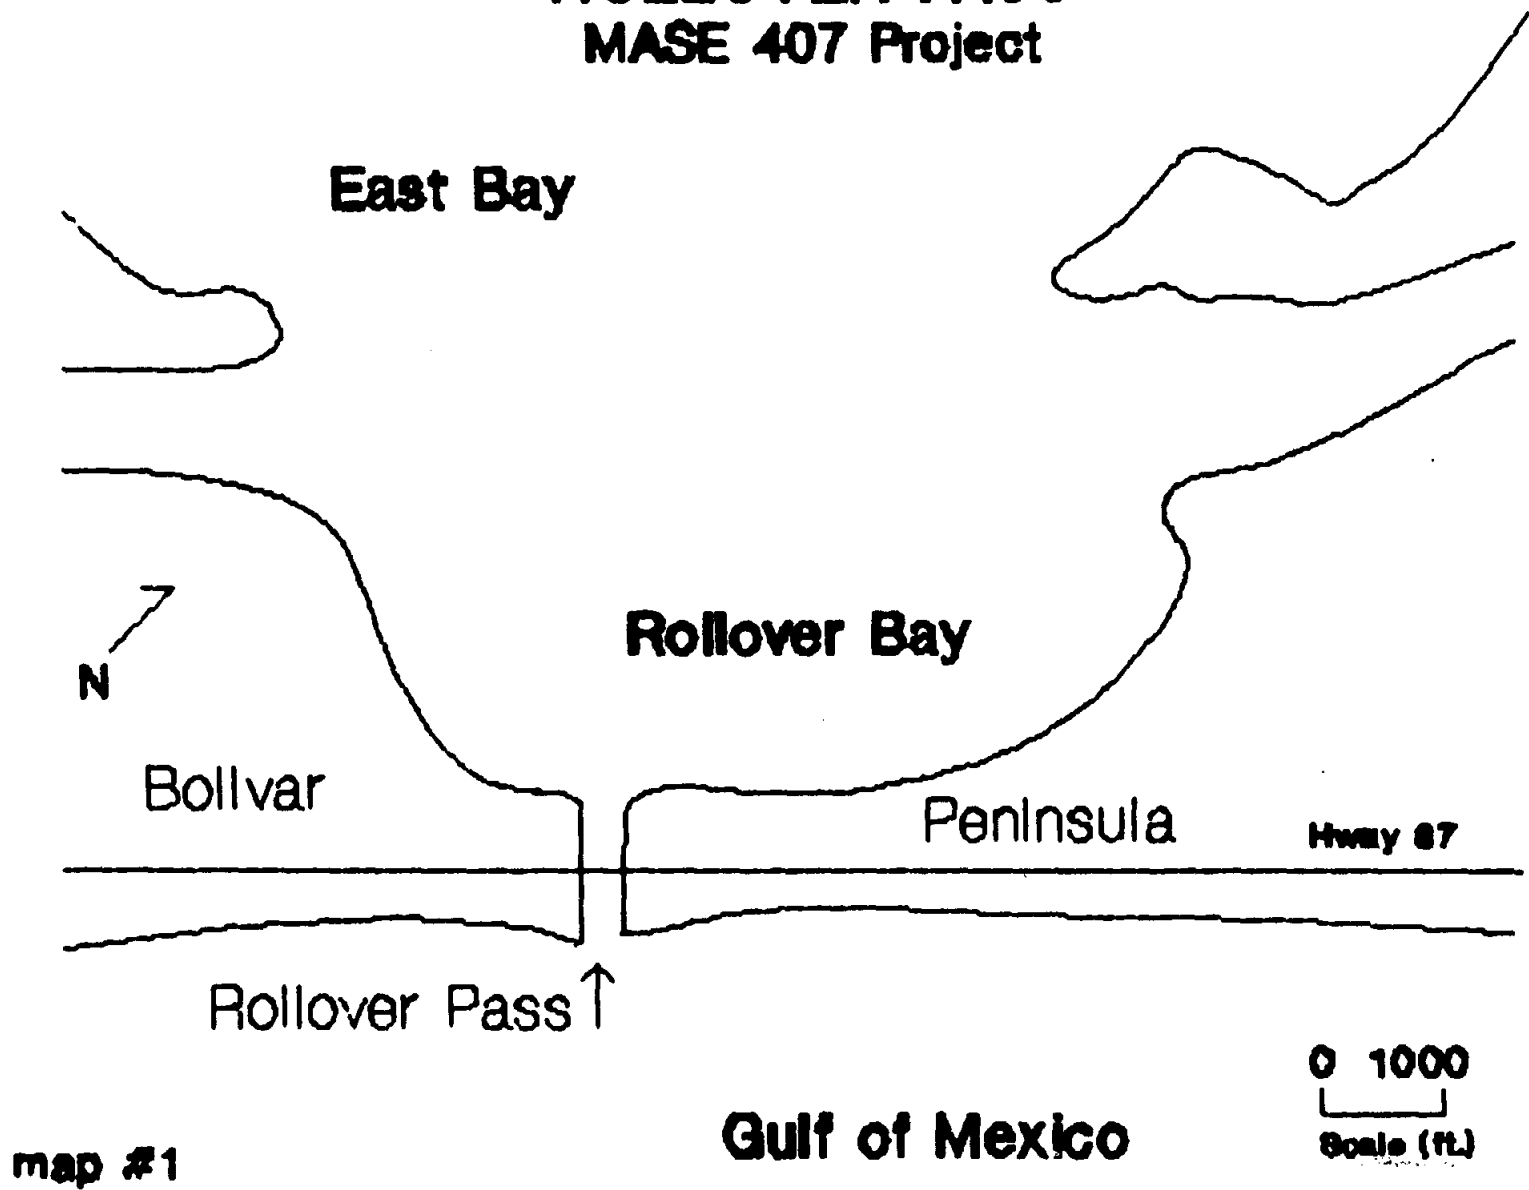 MASE 407 Project
East Bay
Rollover Bay
N
Bolivar
Peninsula
Hway 87
Rollover Pass
0 1000
Scale (ft.)
Gulf of Mexico
map #1